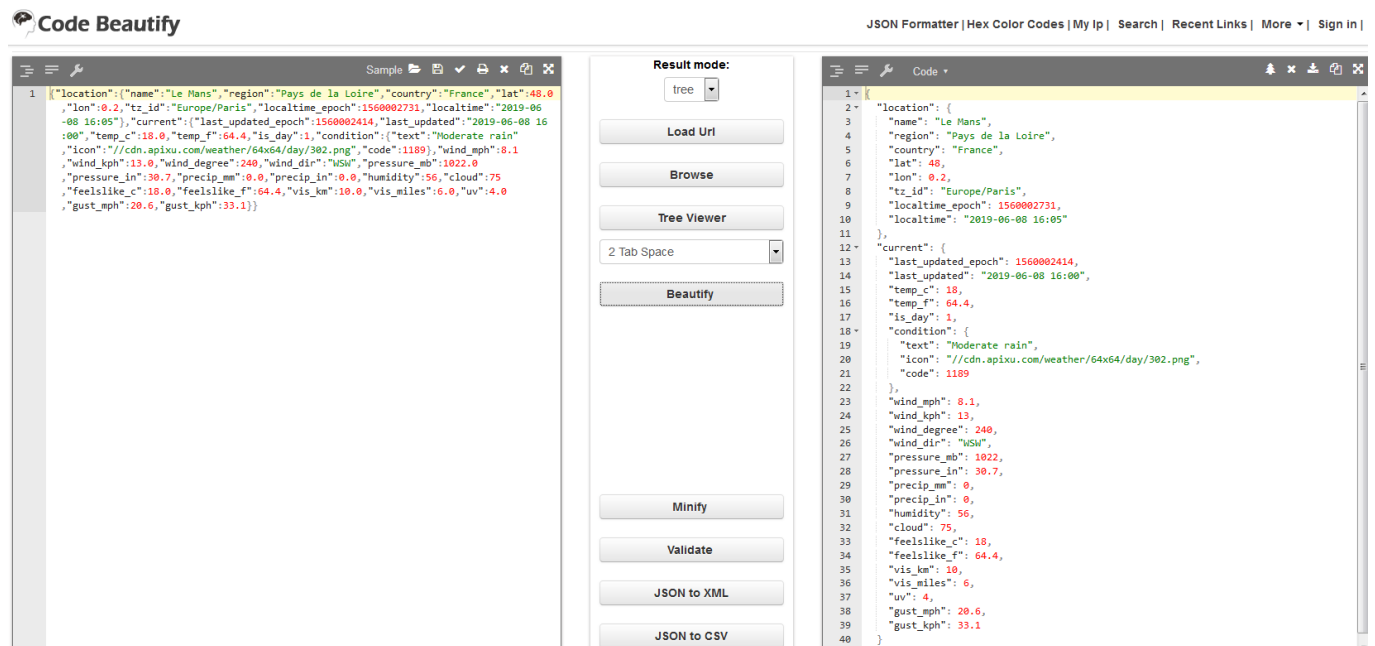 Code Beautify
JSON Formatter | Hex Color Codes | My Ip | Search | Recent Links | More | Sign in |
Sample
1 {"location":{"name":"Le Mans","region":"Pays de la Loire","country":"France","lat":48.0
,"lon":0.2,"tz_id":"Europe/Paris","localtime_epoch":1560002731,"localtime":"2019-06
-08 16:05"},"current":{"last_updated_epoch":1560002414,"last_updated":"2019-06-08 16
:00","temp_c":18.0,"temp_f":64.4,"is_day":1,"condition":{"text":"Moderate rain"
,"icon":"//cdn.apixu.com/weather/64x64/day/302.png","code":1189},"wind_mph":8.1
,"wind_kph":13.0,"wind_degree":240,"wind_dir":"WSW","pressure_mb":1022.0
,"pressure_in":30.7,"precip_mm":0.0,"precip_in":0.0,"humidity":56,"cloud":75
,"feelslike_c":18.0,"feelslike_f":64.4,"vis_km":10.0,"vis_miles":6.0,"uv":4.0
,"gust_mph":20.6,"gust_kph":33.1}}
Result mode:
tree
Load Url
Browse
Tree Viewer
2 Tab Space
Beautify
Minify
Validate
JSON to XML
JSON to CSV
Code
1 {
2 "location": {
3 "name": "Le Mans",
4 "region": "Pays de la Loire",
5 "country": "France",
6 "lat": 48,
7 "lon": 0.2,
8 "tz_id": "Europe/Paris",
9 "localtime_epoch": 1560002731,
10 "localtime": "2019-06-08 16:05"
11 },
12 "current": {
13 "last_updated_epoch": 1560002414,
14 "last_updated": "2019-06-08 16:00",
15 "temp_c": 18,
16 "temp_f": 64.4,
17 "is_day": 1,
18 "condition": {
19 "text": "Moderate rain",
20 "icon": "//cdn.apixu.com/weather/64x64/day/302.png",
21 "code": 1189
22 },
23 "wind_mph": 8.1,
24 "wind_kph": 13,
25 "wind_degree": 240,
26 "wind_dir": "WSW",
27 "pressure_mb": 1022,
28 "pressure_in": 30.7,
29 "precip_mm": 0,
30 "precip_in": 0,
31 "humidity": 56,
32 "cloud": 75,
33 "feelslike_c": 18,
34 "feelslike_f": 64.4,
35 "vis_km": 10,
36 "vis_miles": 6,
37 "uv": 4,
38 "gust_mph": 20.6,
39 "gust_kph": 33.1
40 }